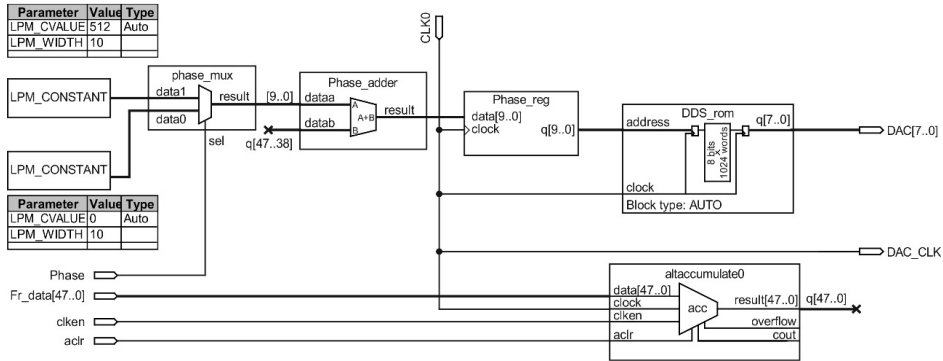 Parameter Value Type
LPM_CVALUE 512 Auto
LPM_WIDTH 10
CLK0
LPM_CONSTANT
phase_mux
data1
data0
result
sel
[9..0]
q[47..38]
Phase_adder
dataa
datab
A
B
A+B
result
Phase_reg
data[9..0]
clock
q[9..0]
DDS_rom
address
8 bits
×
1024 words
q[7..0]
clock
Block type: AUTO
DAC[7..0]
LPM_CONSTANT
Parameter Value Type
LPM_CVALUE 0 Auto
LPM_WIDTH 10
DAC_CLK
Phase
Fr_data[47..0]
clken
aclr
altaccumulate0
data[47..0]
clock
clken
aclr
acc
result[47..0]
overflow
cout
q[47..0]